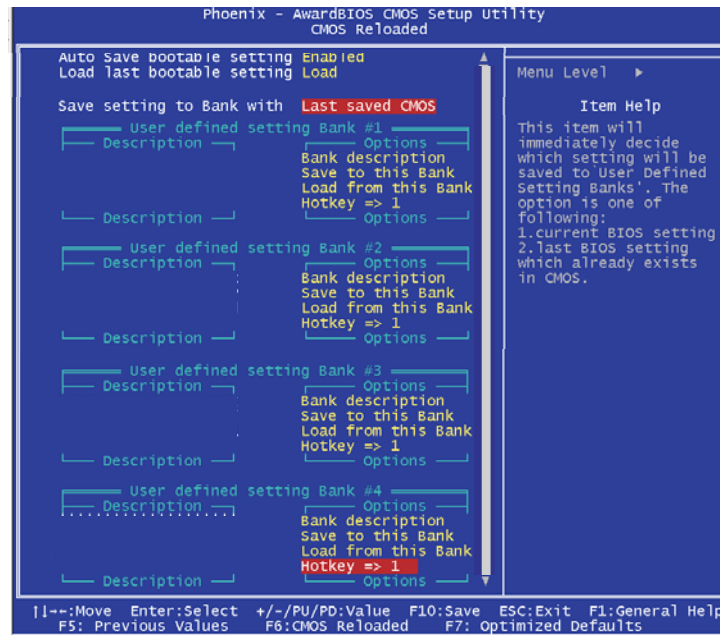 Phoenix - AwardBIOS CMOS Setup Utility
CMOS Reloaded
Auto Save bootable setting Enabled
Load last bootable setting Load
Save setting to Bank with Last saved CMOS
User defined setting Bank #1
Description Options
Bank description
Save to this Bank
Load from this Bank
Hotkey => 1
Description Options
User defined setting Bank #2
Description Options
Bank description
Save to this Bank
Load from this Bank
Hotkey => 1
Description Options
User defined setting Bank #3
Description Options
Bank description
Save to this Bank
Load from this Bank
Hotkey => 1
Description Options
User defined setting Bank #4
Description Options
Bank description
Save to this Bank
Load from this Bank
Hotkey => 1
Description Options
Menu Level ▶
Item Help
This item will
immediately decide
which setting will be
saved to'User Defined
Setting Banks'. The
option is one of
following:
1.current BIOS setting
2.last BIOS setting
which already exists
in CMOS.
↑↓→←:Move Enter:Select +/-/PU/PD:Value F10:Save ESC:Exit F1:General Help
F5: Previous Values F6:CMOS Reloaded F7: Optimized Defaults